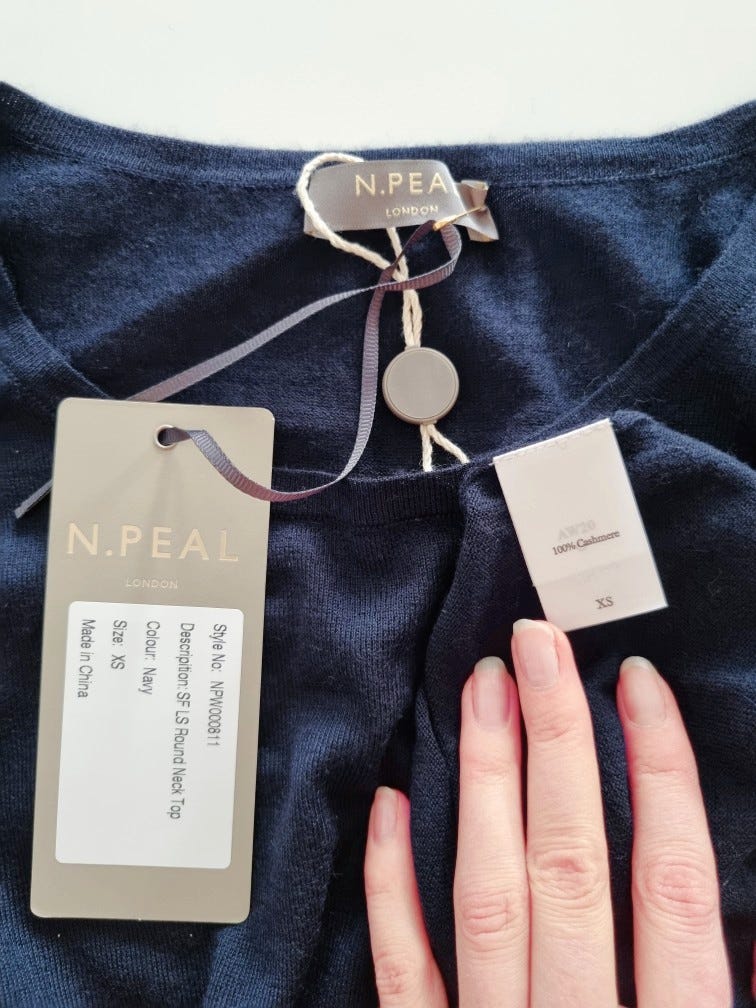 N.PEA
LONDON
N.PEAL
LONDON
Style No: NPW000811
Description: SF LS Round Neck Top
Colour: Navy
Size: XS
Made in China
AW20
100% Cashmere
XS